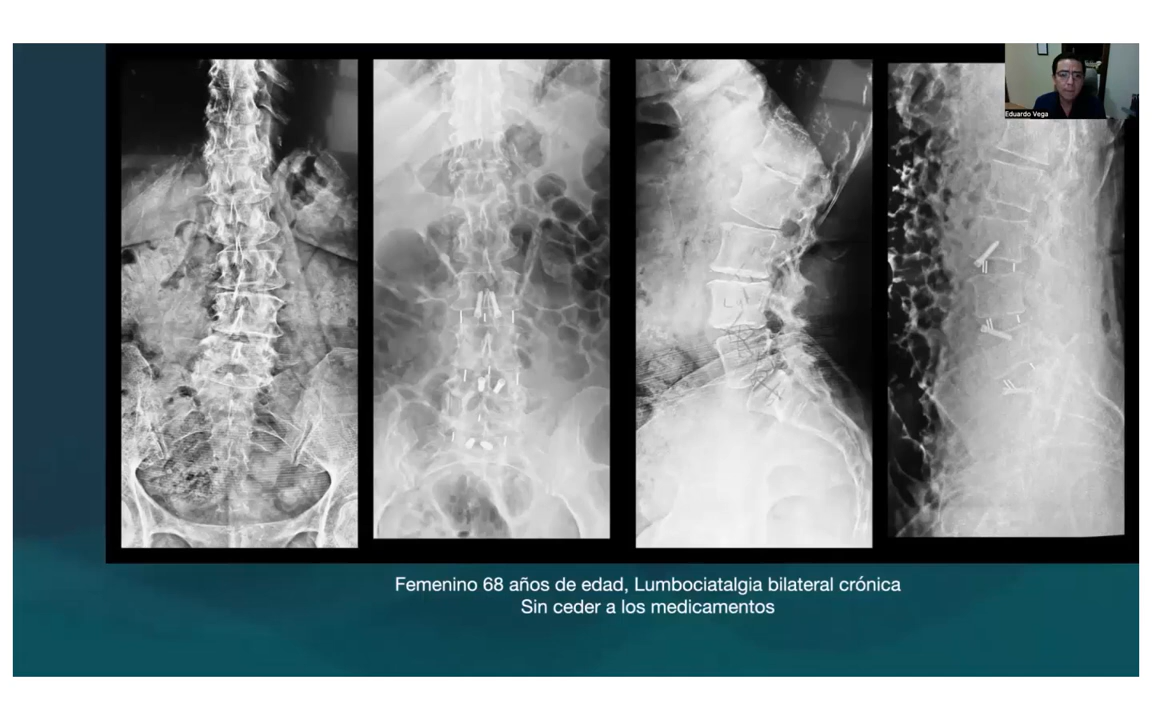 Eduardo Vega
Femenino 68 años de edad, Lumbociatalgia bilateral crónica
Sin ceder a los medicamentos